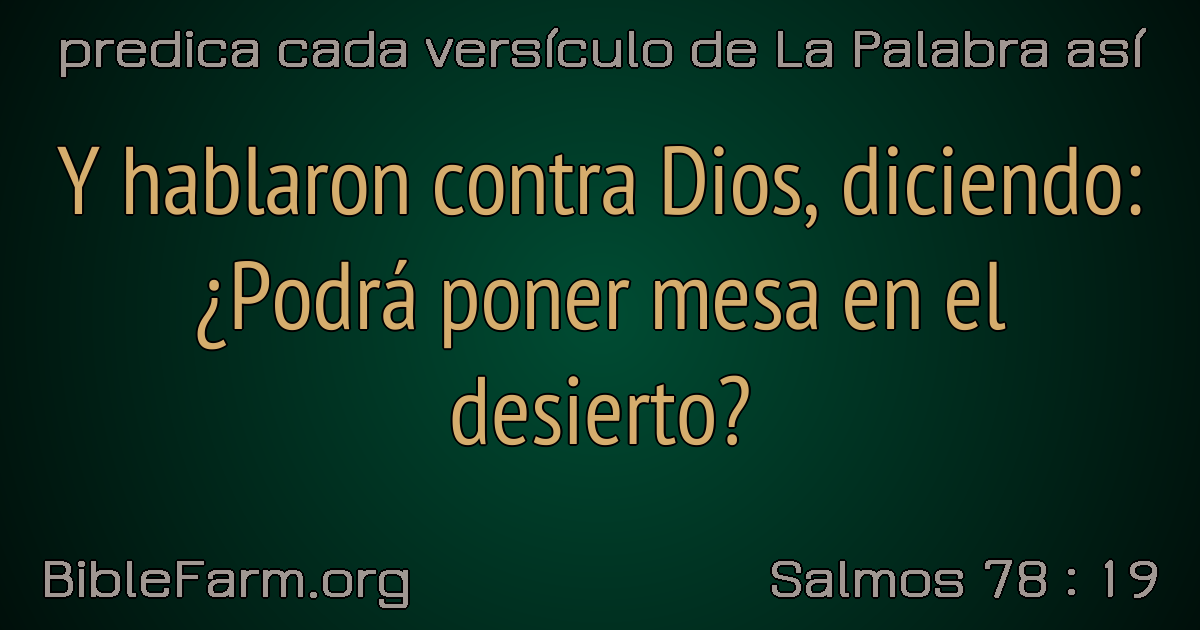 predica cada versículo de La Palabra así
Y hablaron contra Dios, diciendo:
¿Podrá poner mesa en el
desierto?
BibleFarm.org
Salmos 78 : 19